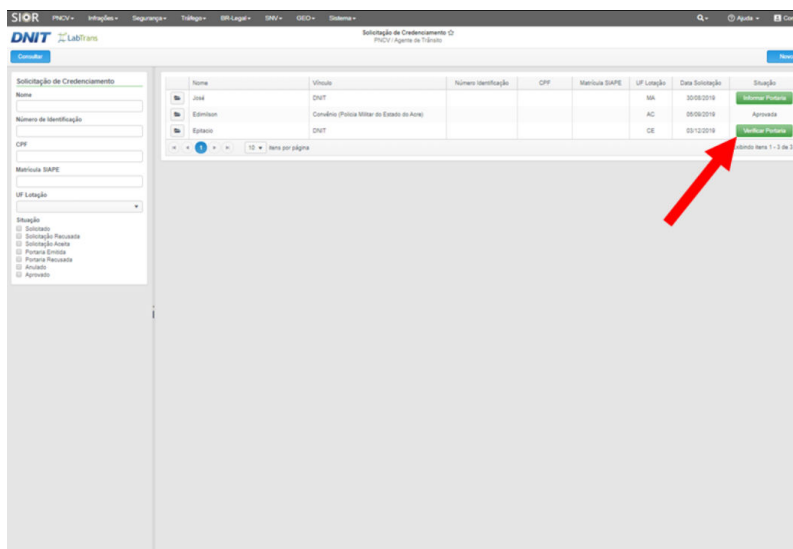 SIOR PNCV Infrações Segurança Tráfego BR-Legal SNV GEO Sistema Ajuda
DNIT LabTrans
Solicitação de Credenciamento
PNCV / Agente de Trânsito
Consultar
Novo
Solicitação de Credenciamento
Nome
Número de Identificação
CPF
Matrícula SIAPE
UF Lotação
Situação
Solicitado
Solicitação Recusada
Solicitação Aceita
Portaria Emitida
Portaria Recusada
Anulado
Aprovado
Nome Vínculo Número Identificação CPF Matrícula SIAPE UF Lotação Data Solicitação Situação
José DNIT MA 30/08/2019 Informar Portaria
Edimilson Convênio (Polícia Militar do Estado do Acre) AC 05/09/2019 Aprovada
Epitacio DNIT CE 03/12/2019 Verificar Portaria
1 10 itens por página
itens 1 - 3 de 3